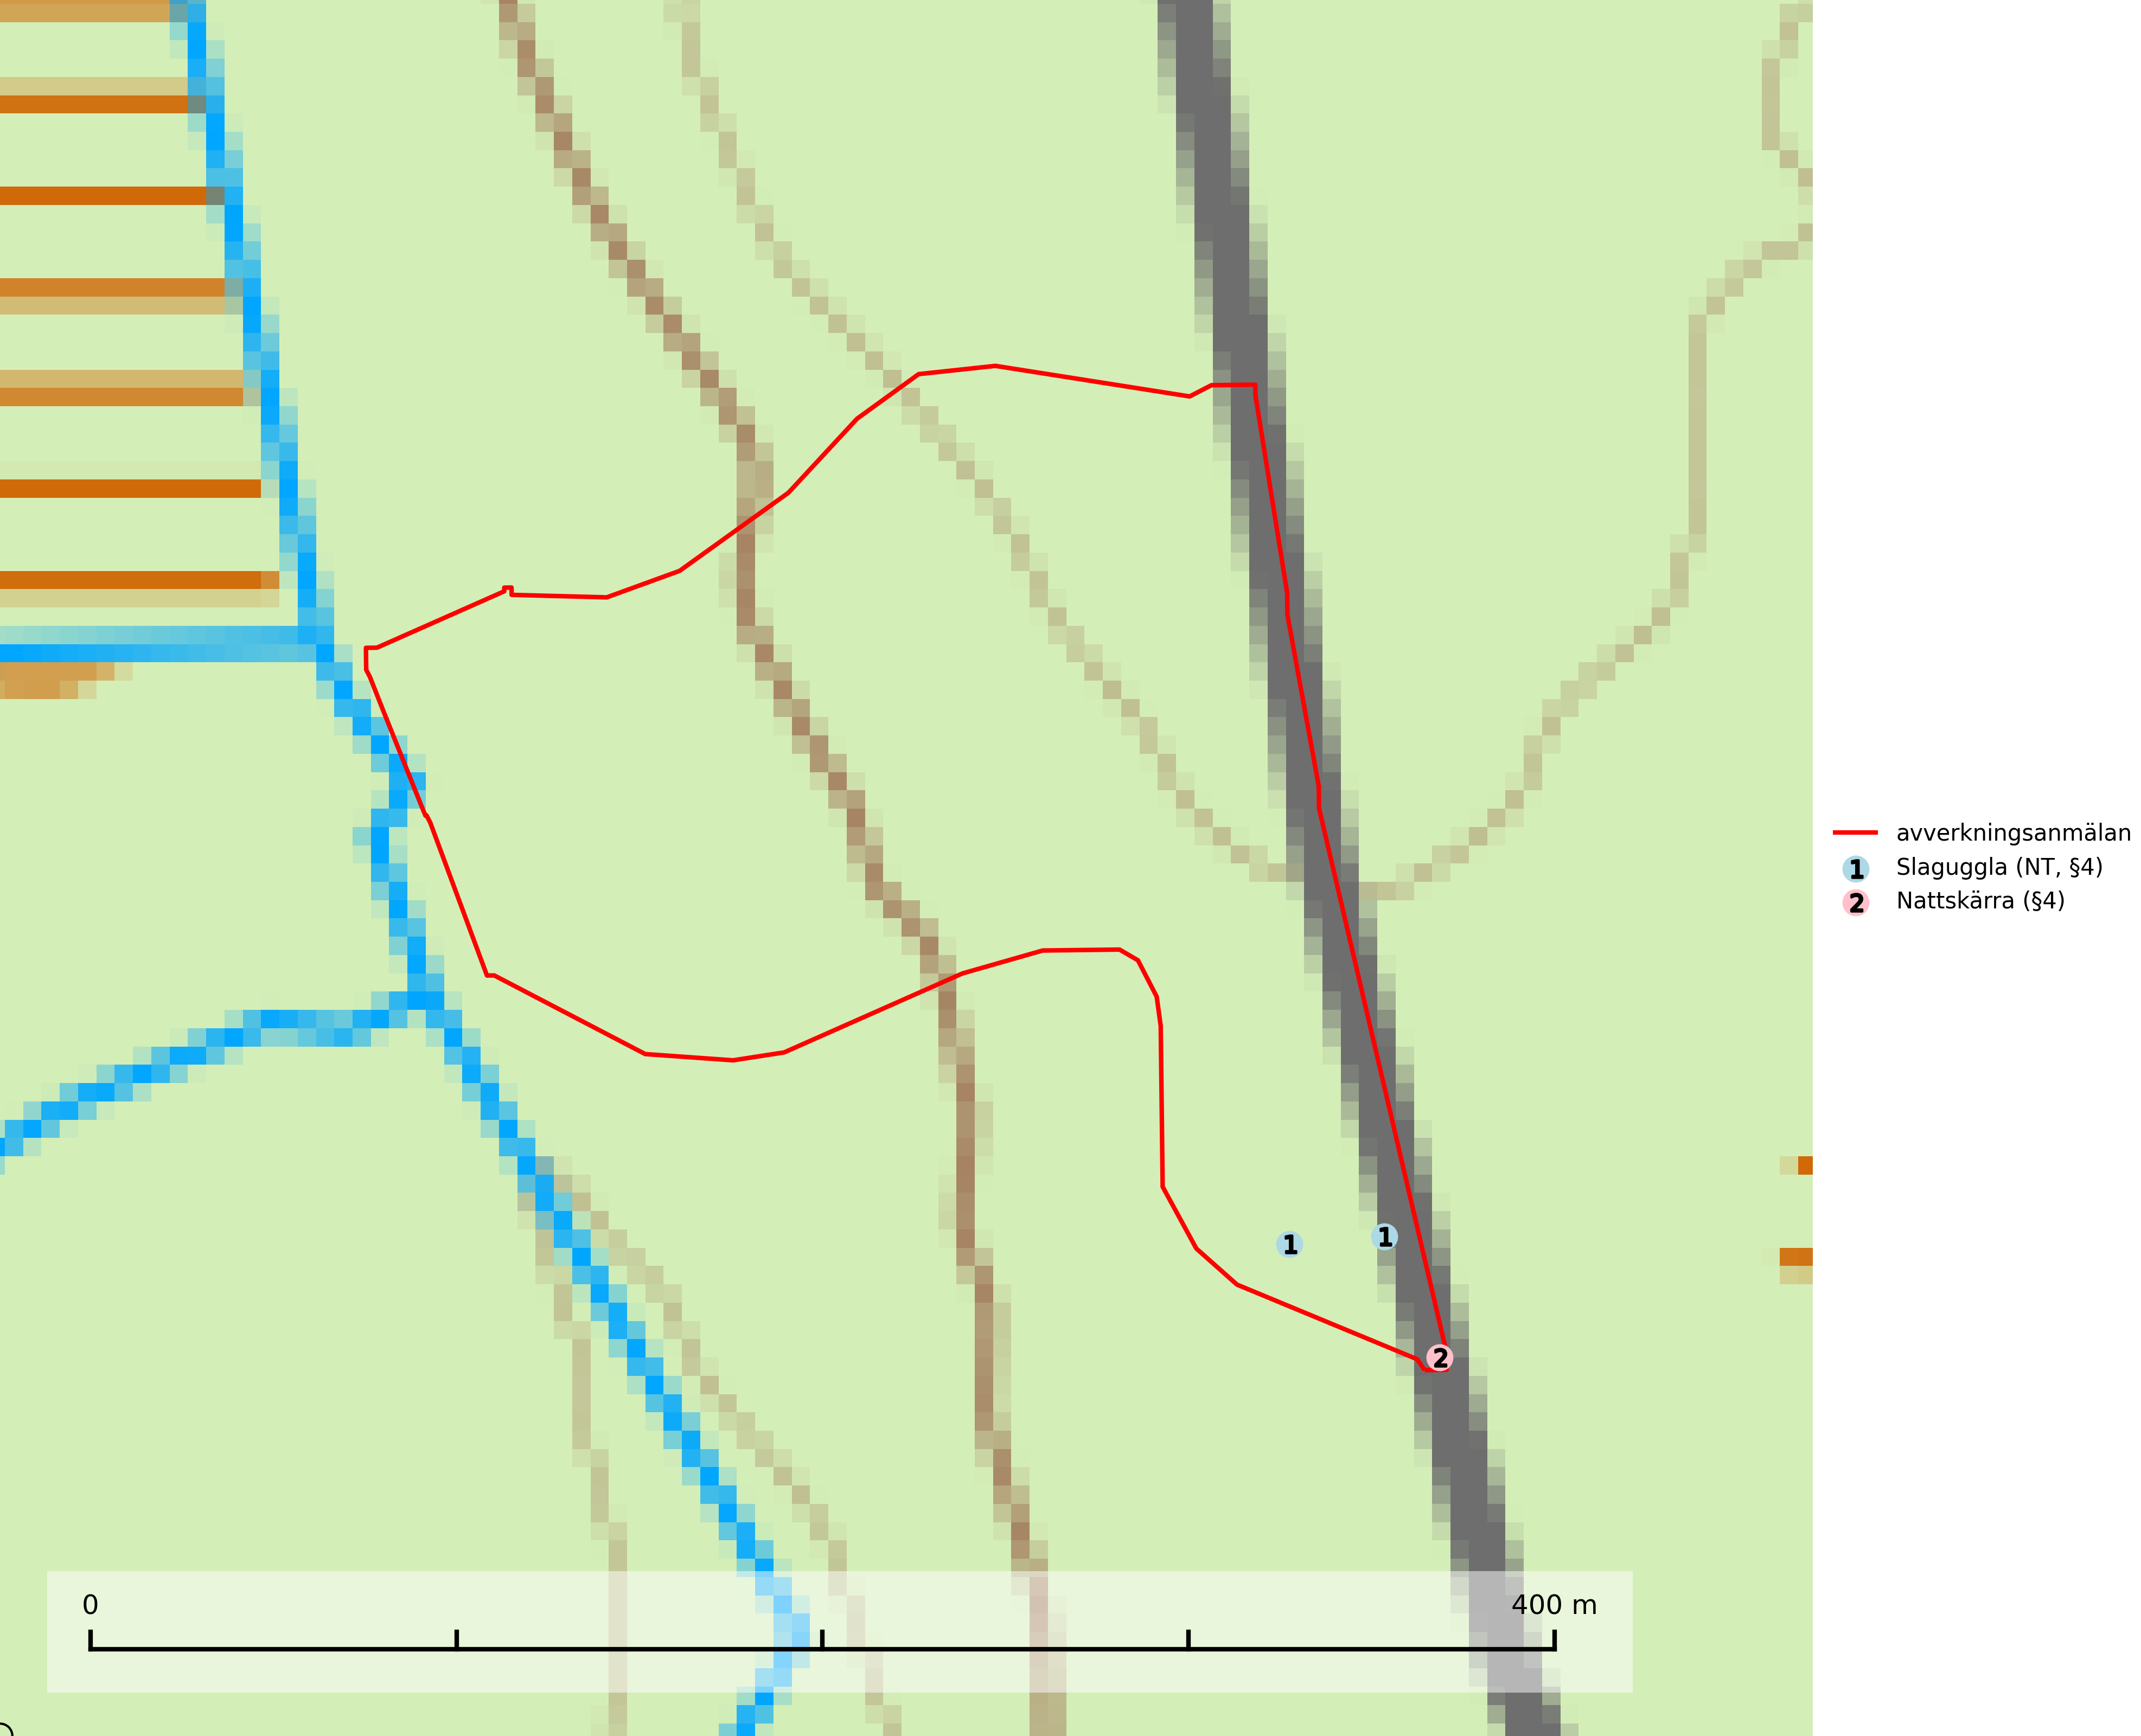 avverkningsanmälan
1 Slaguggla (NT, §4)
2 Nattskärra (§4)
1 1
2
0 400 m